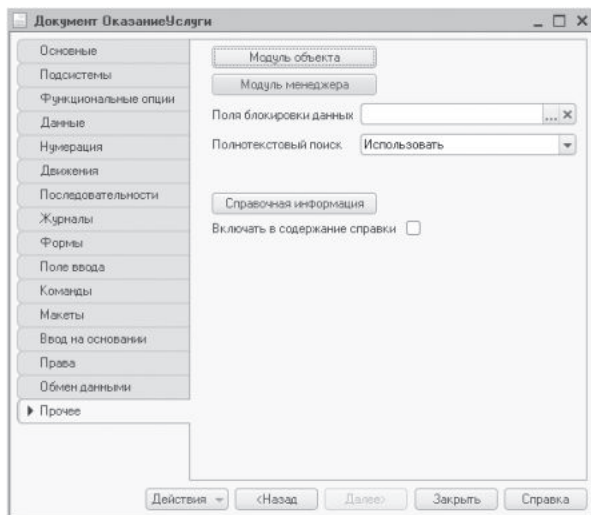 Документ ОказаниеУслуги
Основные
Подсистемы
Функциональные опции
Данные
Нумерация
Движения
Последовательности
Журналы
Формы
Поле ввода
Команды
Макеты
Ввод на основании
Права
Обмен данными
Прочее
Модуль объекта
Модуль менеджера
Поля блокировки данных
...
Полнотекстовый поиск Использовать
Справочная информация
Включать в содержание справки
Действия <Назад Далее> Закрыть Справка